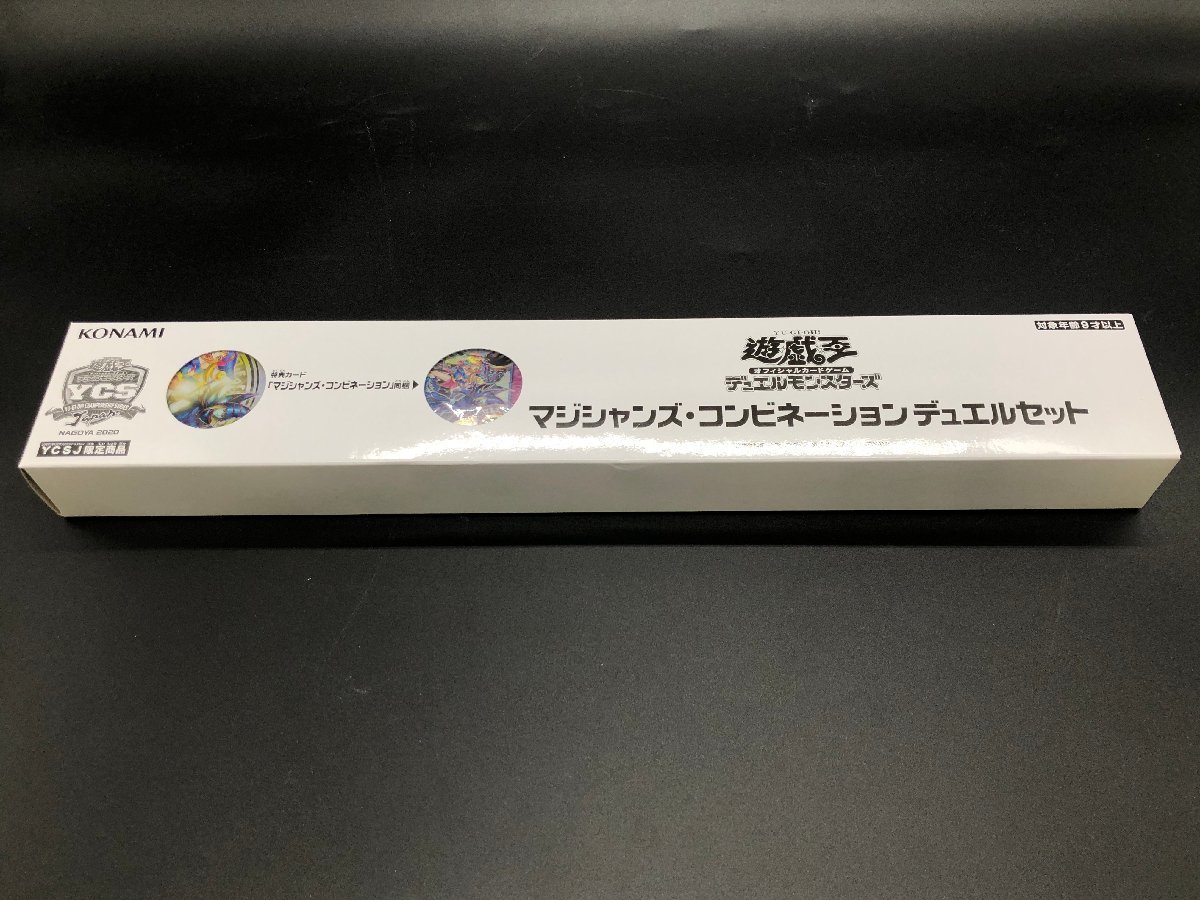 KONAMI
YCS
NAGOYA 2020
YCSJ限定商品
特典カード
「マジシャンズ・コンビネーション」同梱▶
YU-GI-OH!
遊戯王
オフィシャルカードゲーム
デュエルモンスターズ
マジシャンズ・コンビネーション デュエルセット
対象年齢9才以上